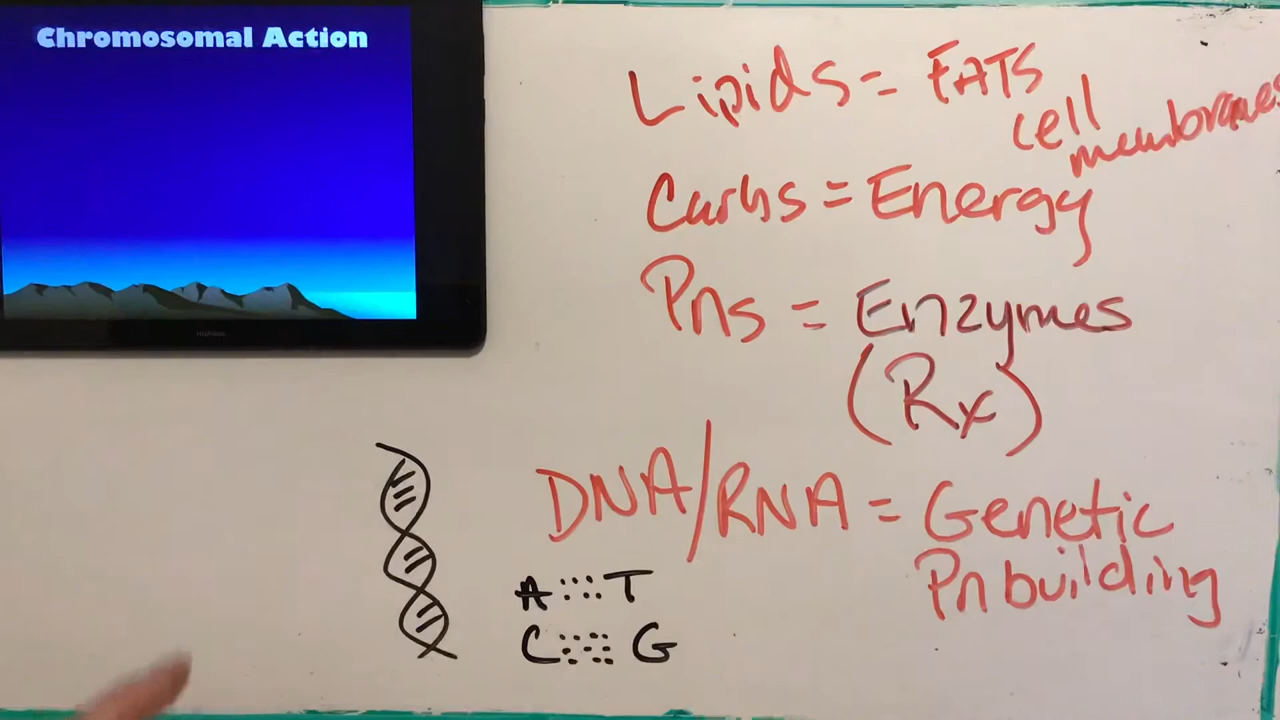 Chromosomal Action
Lipids = FATS
cell
membranes
Carbs = Energy
Pns = Enzymes
(Rx)
DNA/RNA = Genetic
Pn building
A T
C G